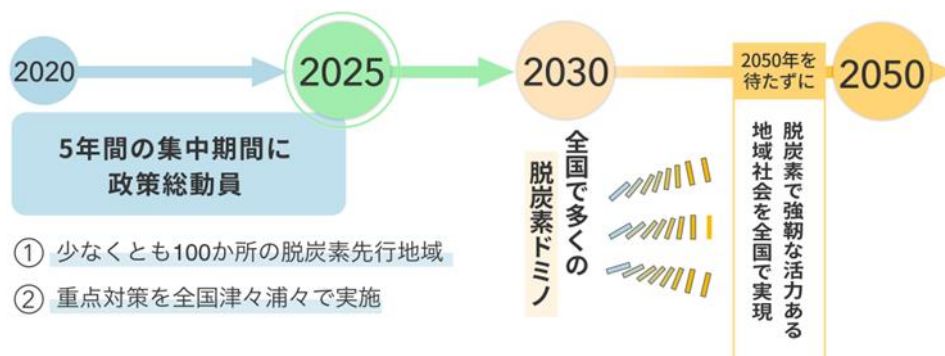 2020
2025
2030
2050年を
待たずに
2050
5年間の集中期間に
政策総動員
① 少なくとも100か所の脱炭素先行地域
② 重点対策を全国津々浦々で実施
全国で多くの
脱炭素ドミノ
脱炭素で強靭な活力ある
地域社会を全国で実現